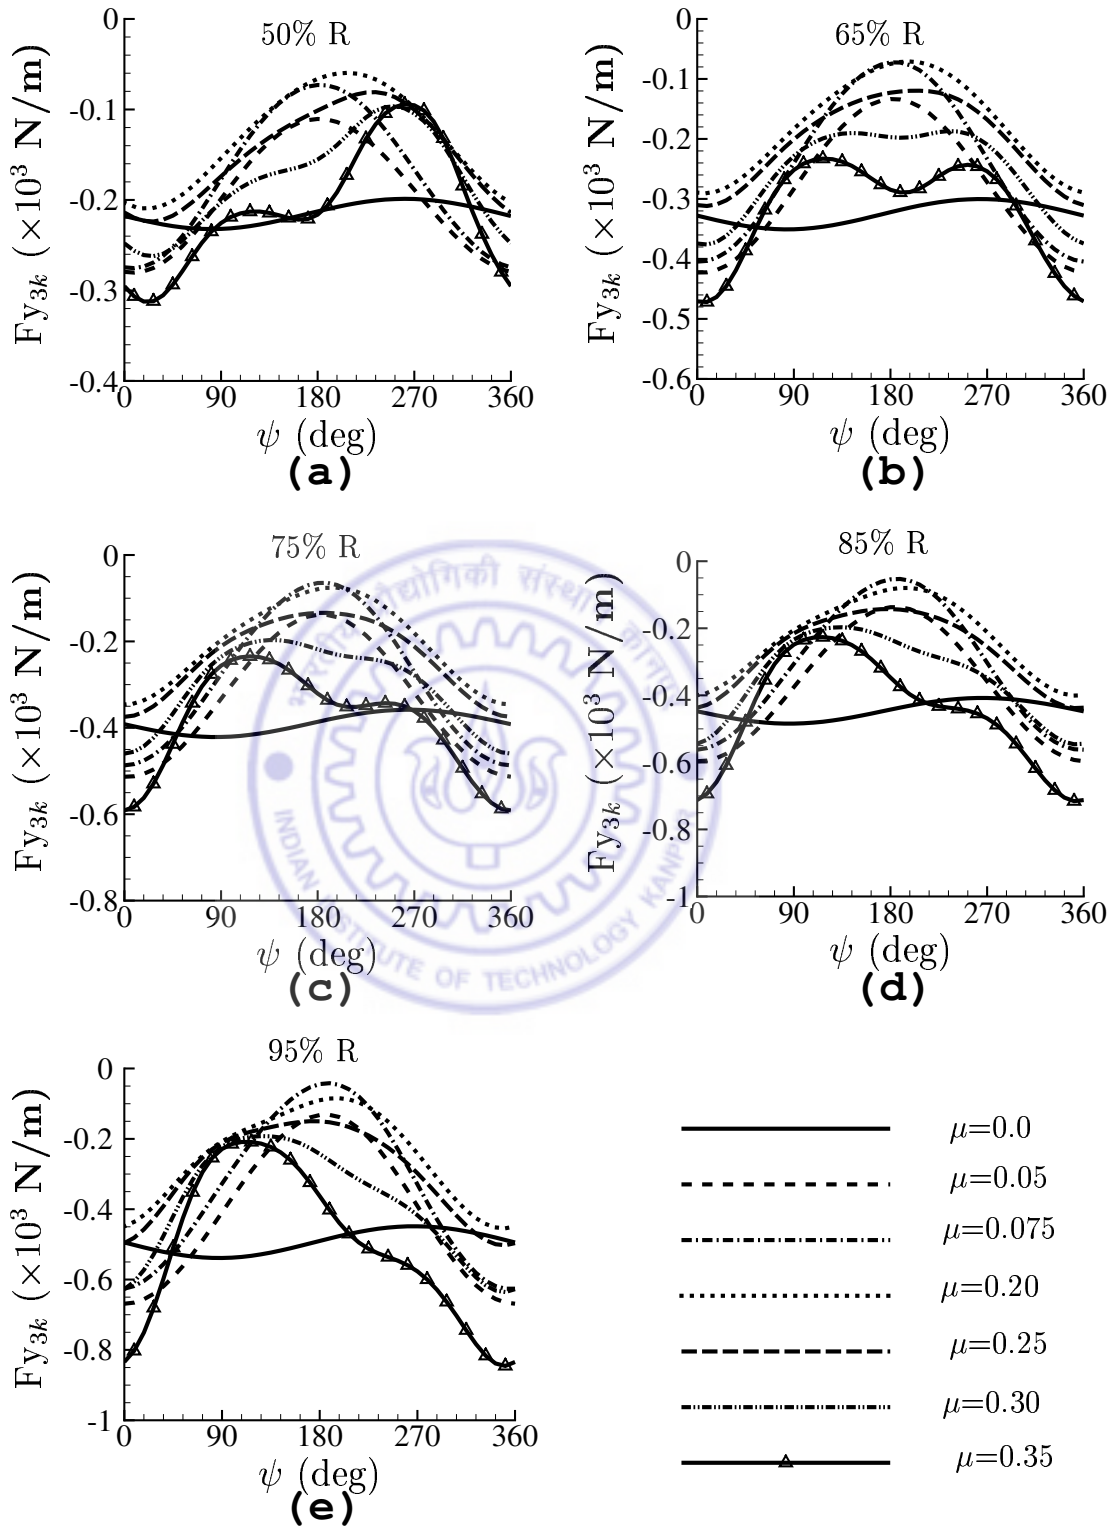 50% R
0
-0.1
-0.2
-0.3
-0.4
Fy3k (×10³ N/m)
0 90 180 270 360
ψ (deg)
(a)
65% R
0
-0.1
-0.2
-0.3
-0.4
-0.5
-0.6
Fy3k (×10³ N/m)
0 90 180 270 360
ψ (deg)
(b)
75% R
0
-0.2
-0.4
-0.6
-0.8
Fy3k (×10³ N/m)
0 90 180 270 360
ψ (deg)
(c)
85% R
0
-0.2
-0.4
-0.6
-0.8
-1
Fy3k (×10³ N/m)
0 90 180 270 360
ψ (deg)
(d)
INDIAN INSTITUTE OF TECHNOLOGY KANPUR
95% R
0
-0.2
-0.4
-0.6
-0.8
-1
Fy3k (×10³ N/m)
0 90 180 270 360
ψ (deg)
(e)
μ=0.0
μ=0.05
μ=0.075
μ=0.20
μ=0.25
μ=0.30
μ=0.35